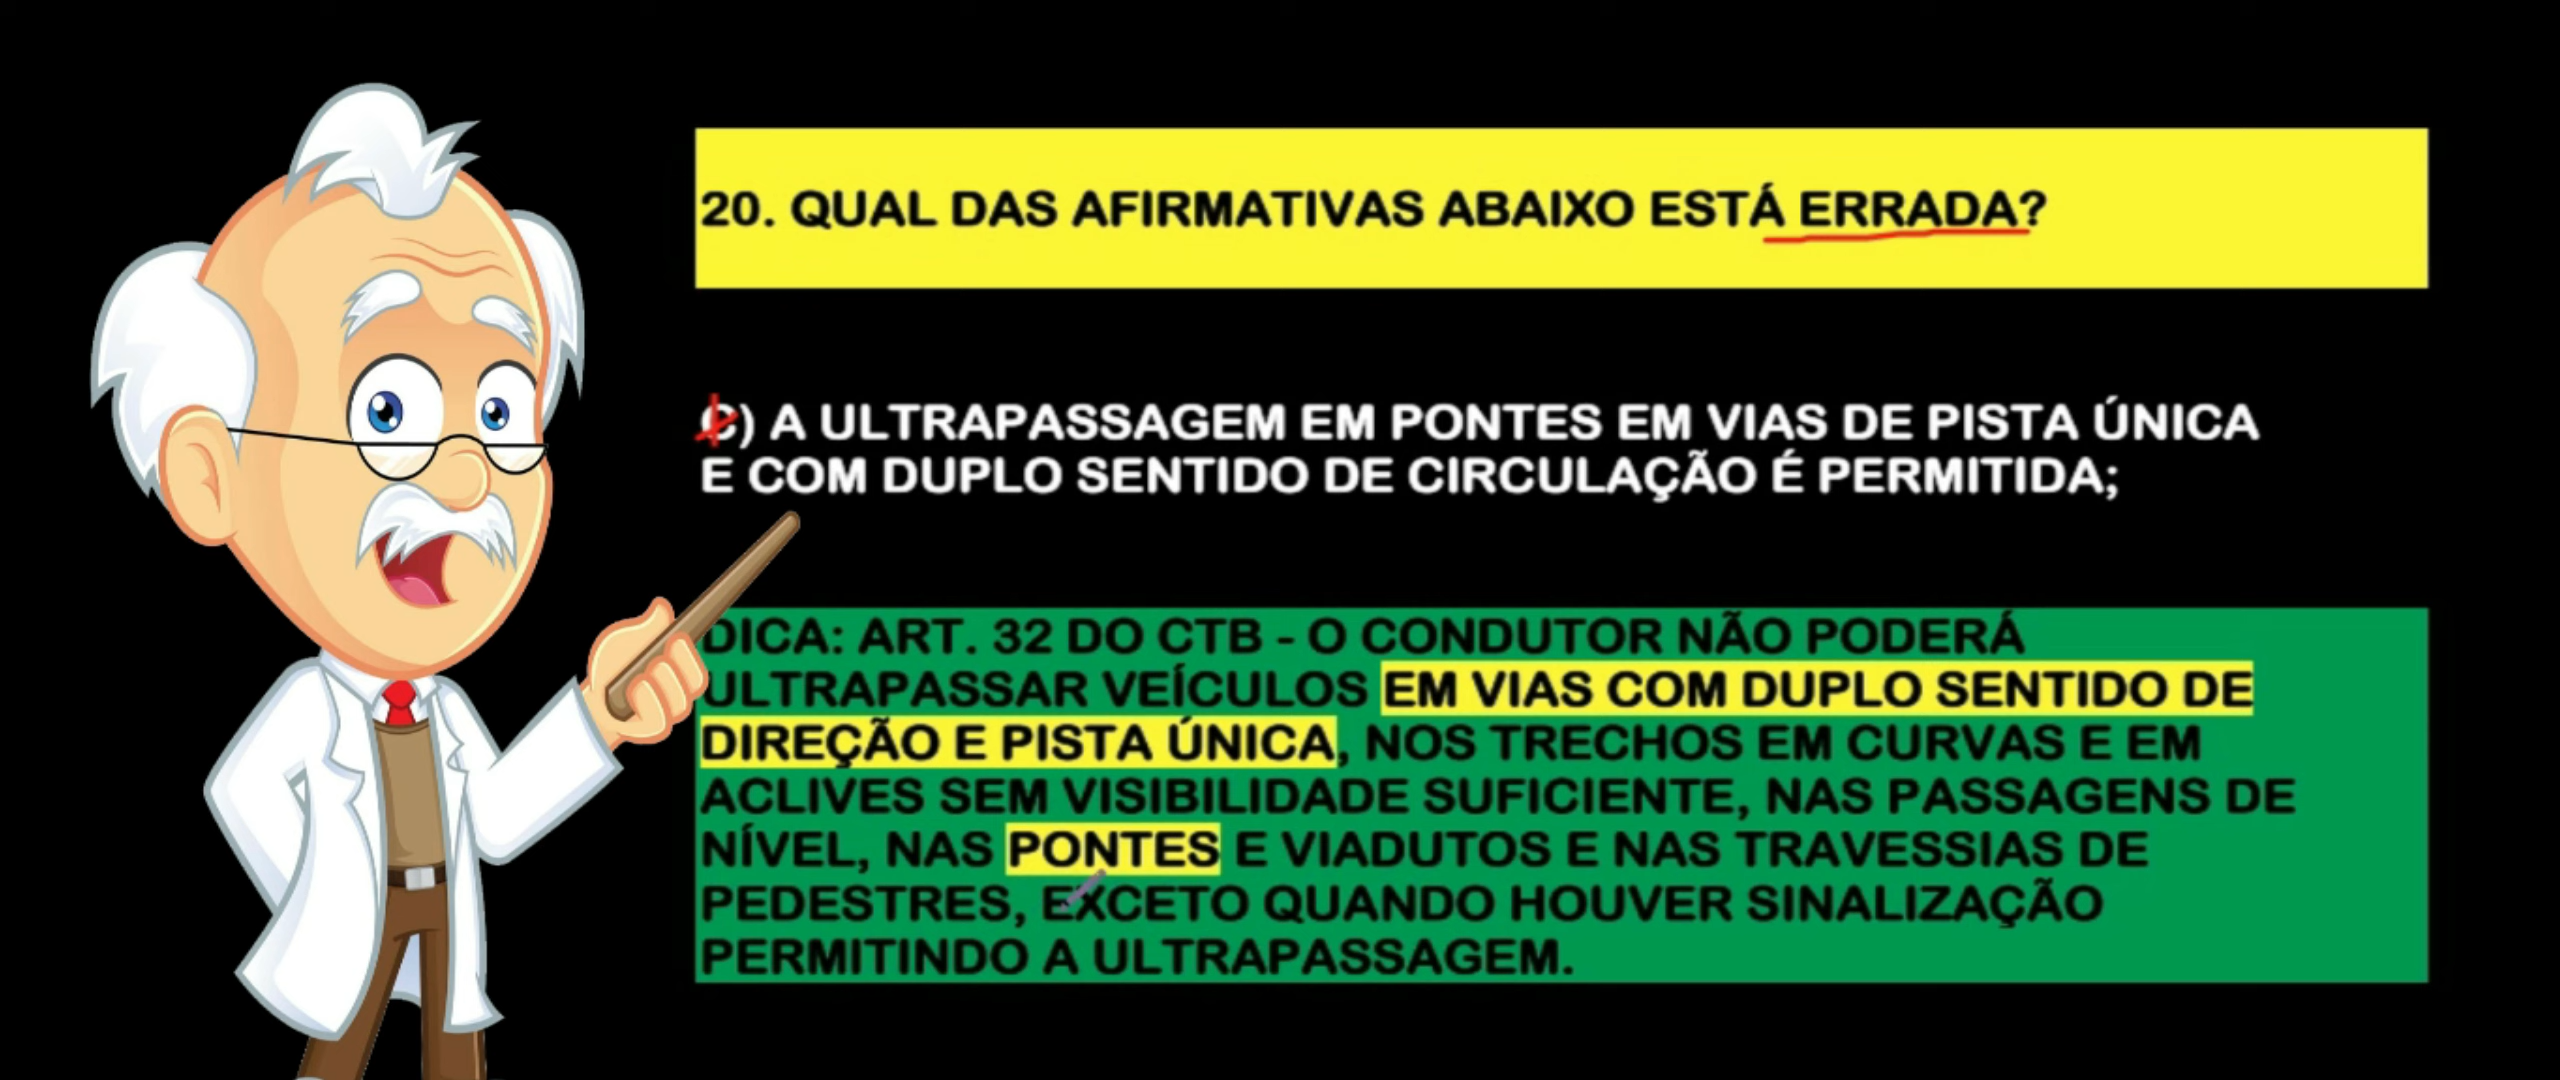 20. QUAL DAS AFIRMATIVAS ABAIXO ESTÁ ERRADA?
C) A ULTRAPASSAGEM EM PONTES EM VIAS DE PISTA ÚNICA
E COM DUPLO SENTIDO DE CIRCULAÇÃO É PERMITIDA;
DICA: ART. 32 DO CTB - O CONDUTOR NÃO PODERÁ
ULTRAPASSAR VEÍCULOS EM VIAS COM DUPLO SENTIDO DE
DIREÇÃO E PISTA ÚNICA, NOS TRECHOS EM CURVAS E EM
ACLIVES SEM VISIBILIDADE SUFICIENTE, NAS PASSAGENS DE
NÍVEL, NAS PONTES E VIADUTOS E NAS TRAVESSIAS DE
PEDESTRES, EXCETO QUANDO HOUVER SINALIZAÇÃO
PERMITINDO A ULTRAPASSAGEM.